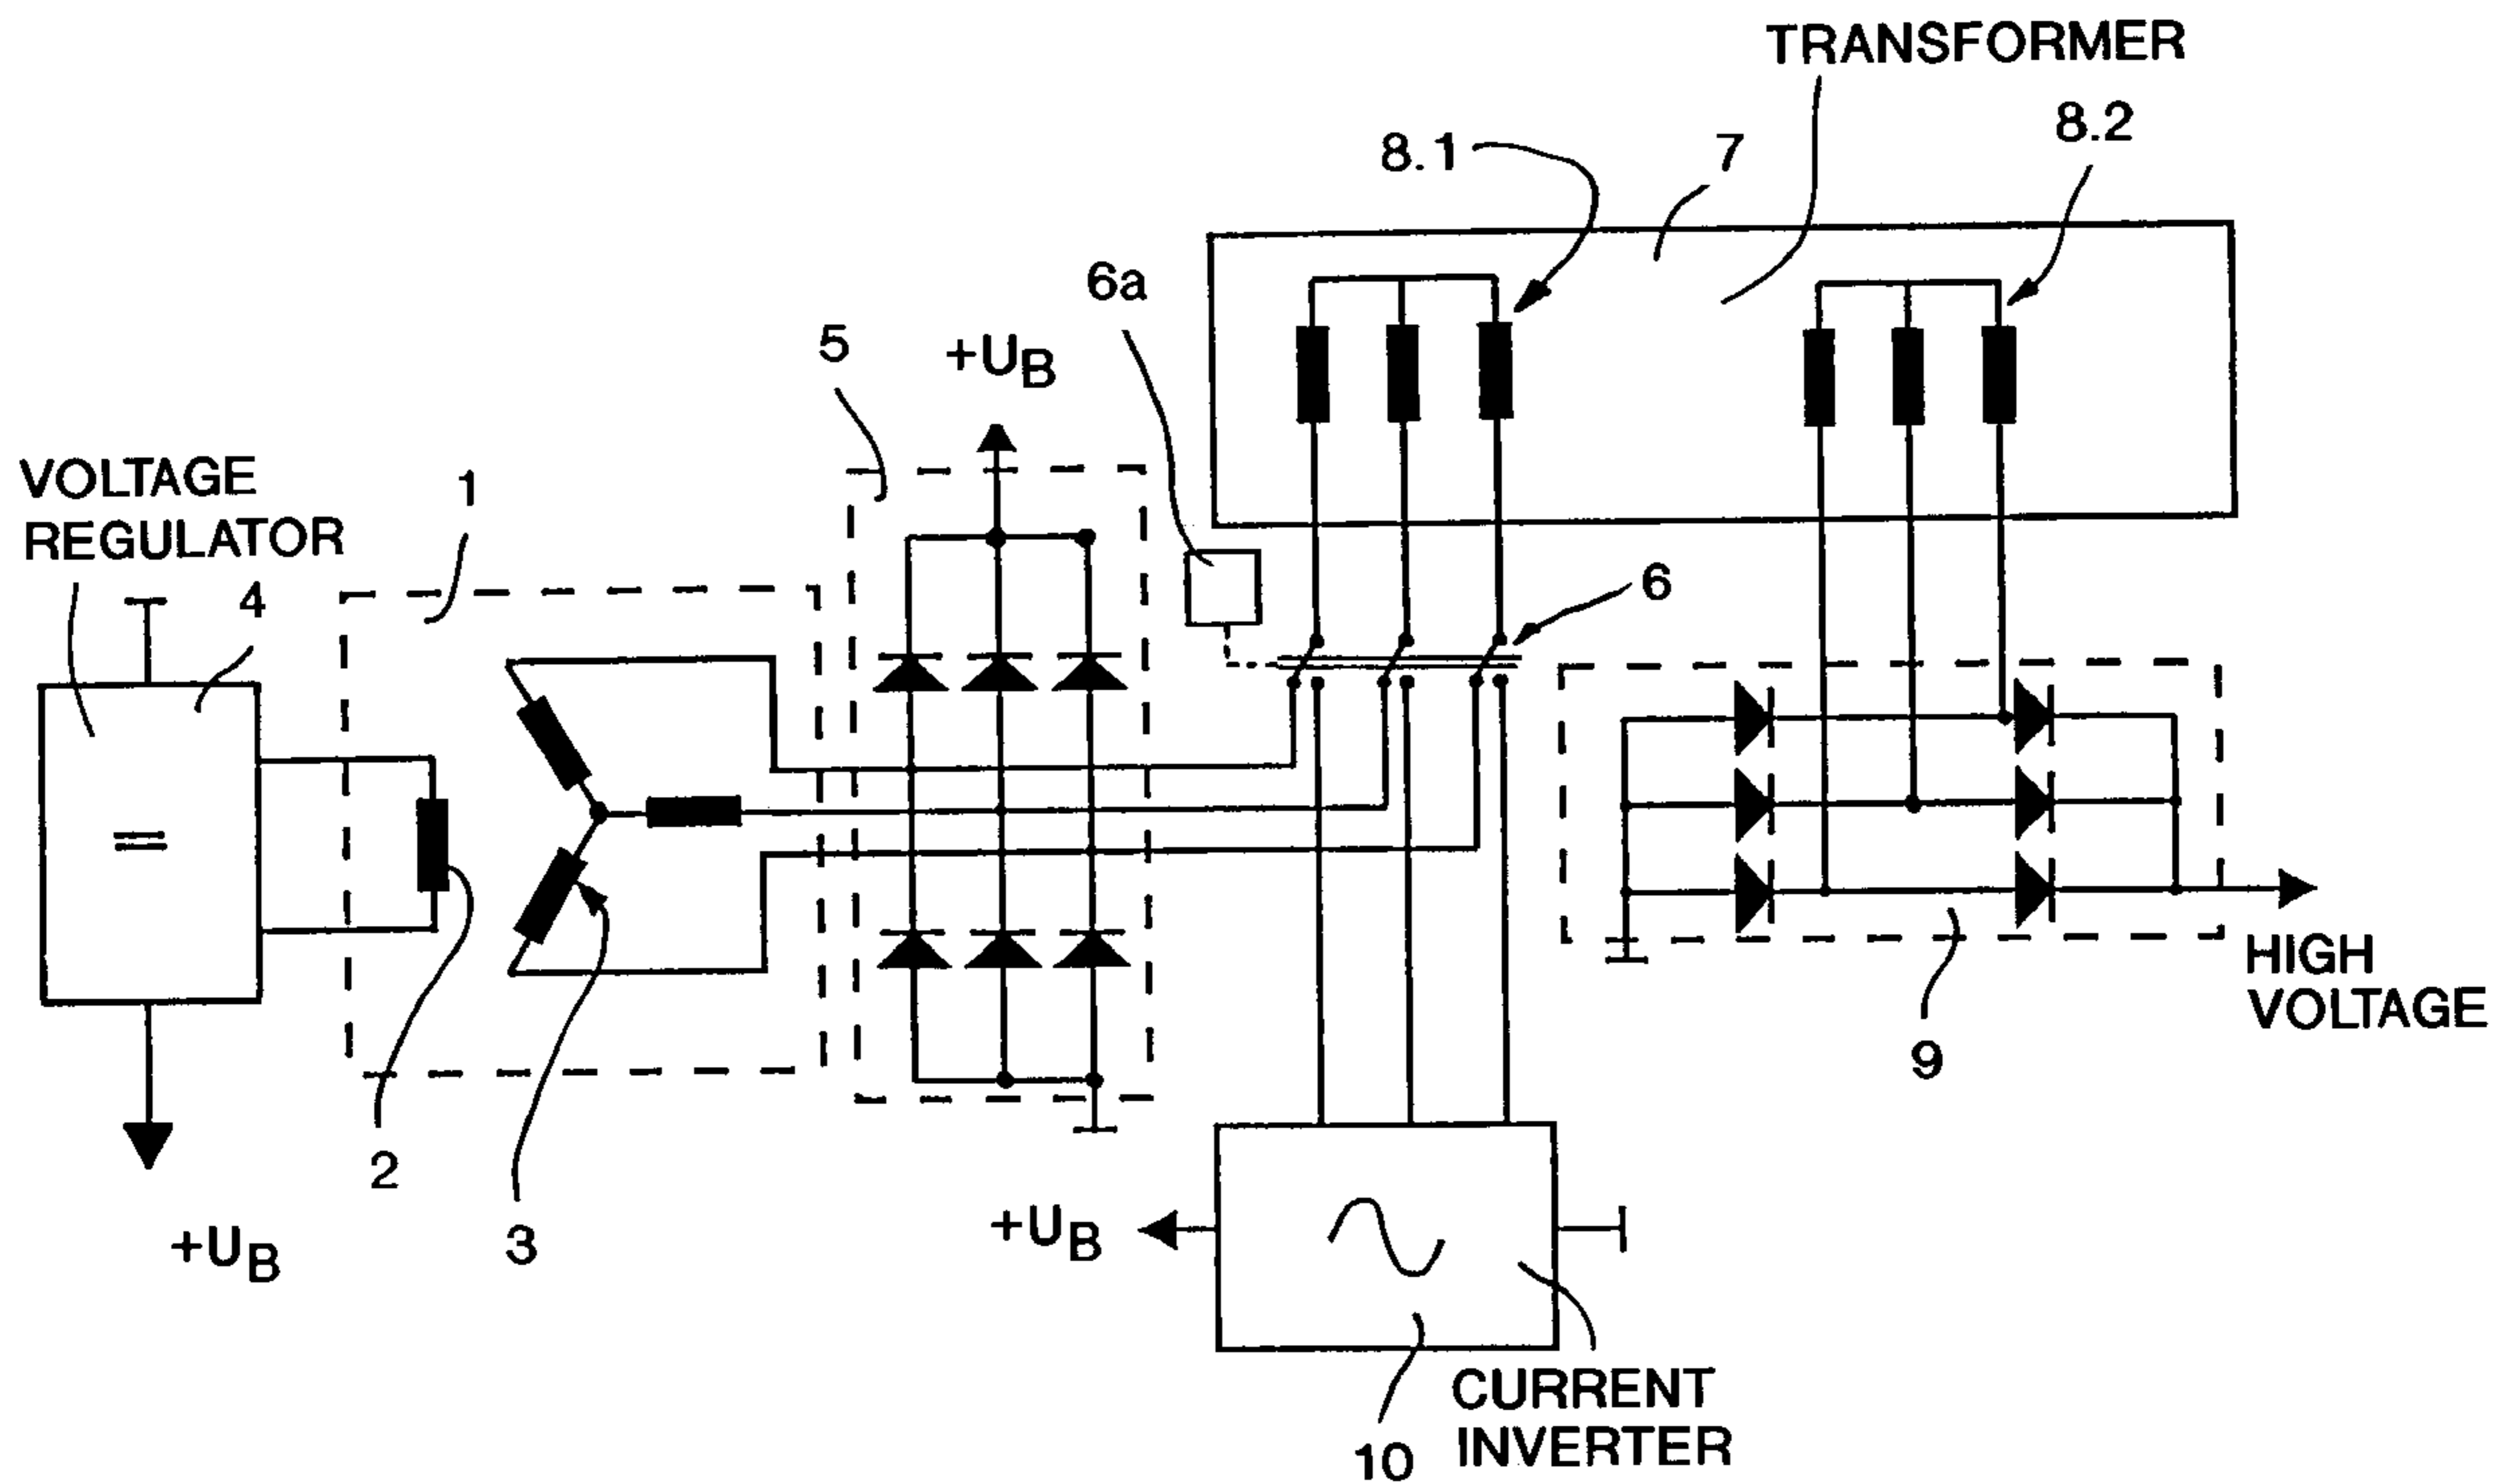 TRANSFORMER
8.1
7
8.2
6a
5
+UB
VOLTAGE
REGULATOR
1
4
6
HIGH
VOLTAGE
9
2
3
+UB
+UB
CURRENT
INVERTER
10